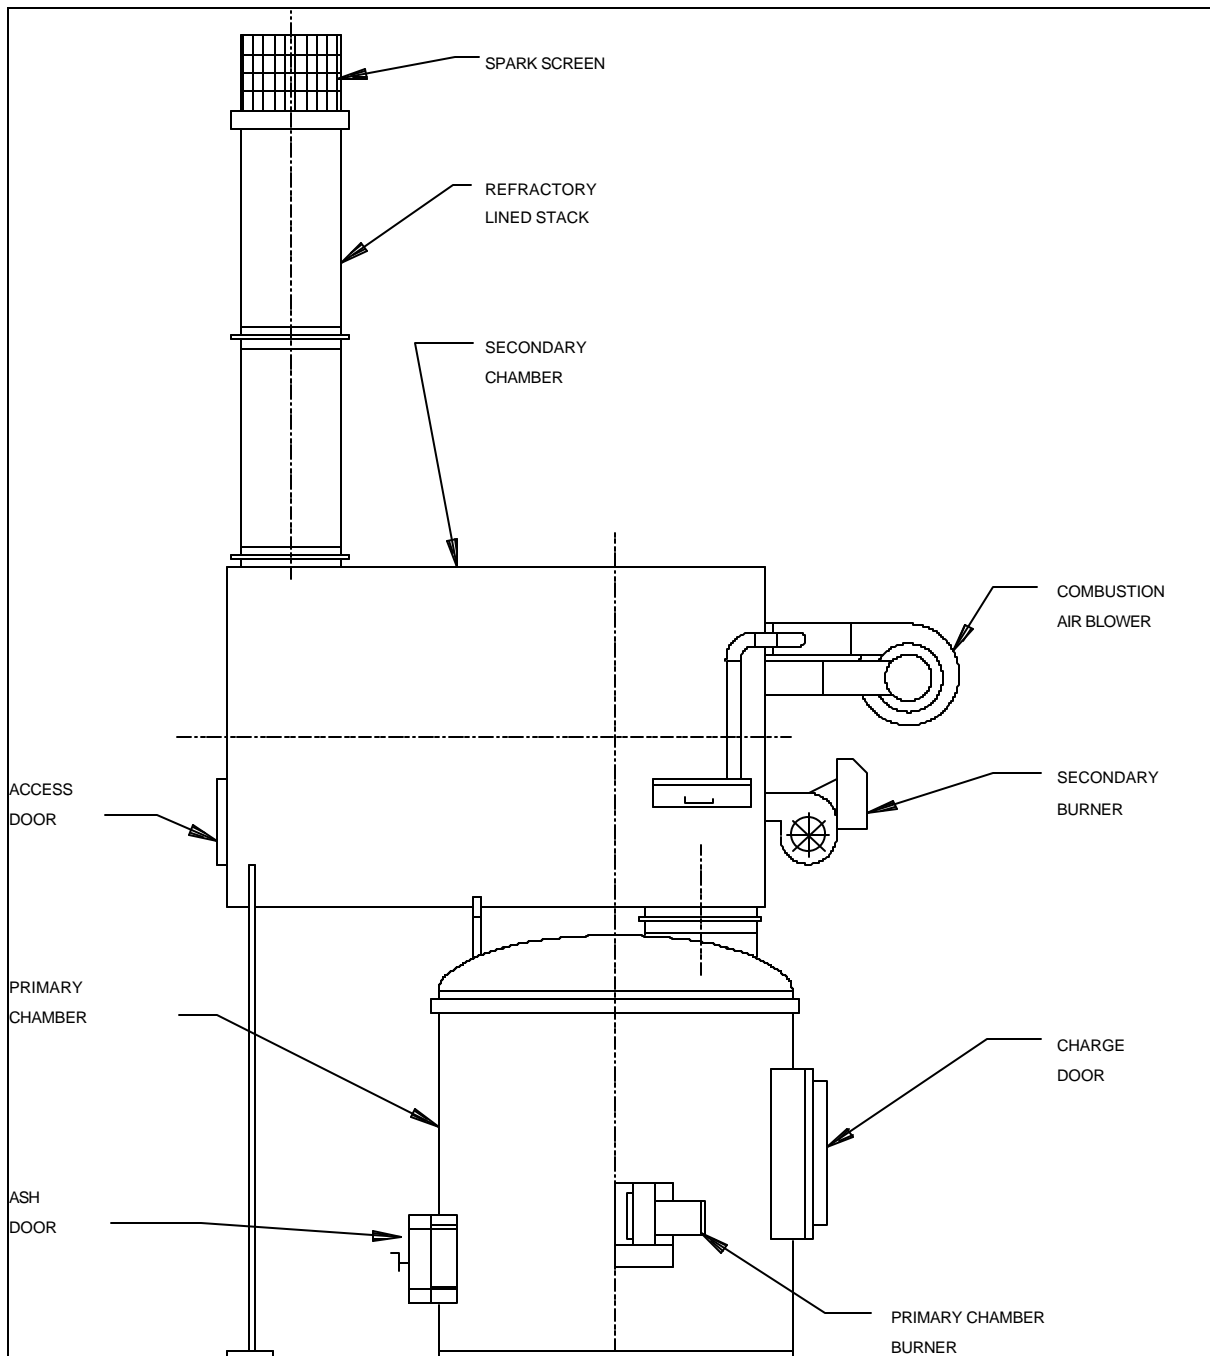 SPARK SCREEN
REFRACTORY
LINED STACK
SECONDARY
CHAMBER
COMBUSTION
AIR BLOWER
SECONDARY
BURNER
ACCESS
DOOR
PRIMARY
CHAMBER
CHARGE
DOOR
ASH
DOOR
PRIMARY CHAMBER
BURNER